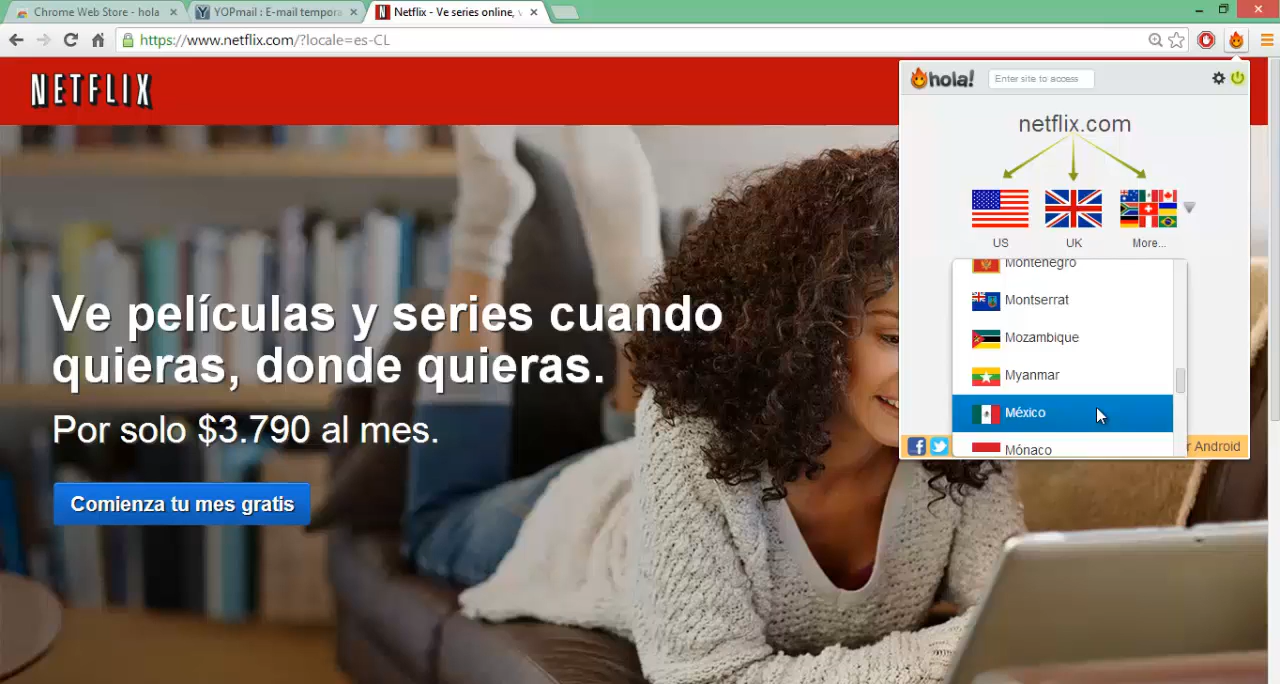 Chrome Web Store - hola
YOPmail : E-mail tempora
Netflix - Ve series online, v
https://www.netflix.com/?locale=es-CL
NETFLIX
hola!
Enter site to access
netflix.com
US
UK
More...
Montenegro
Montserrat
Mozambique
Myanmar
México
Mónaco
r Android
Ve películas y series cuando
quieras, donde quieras.
Por solo $3.790 al mes.
Comienza tu mes gratis